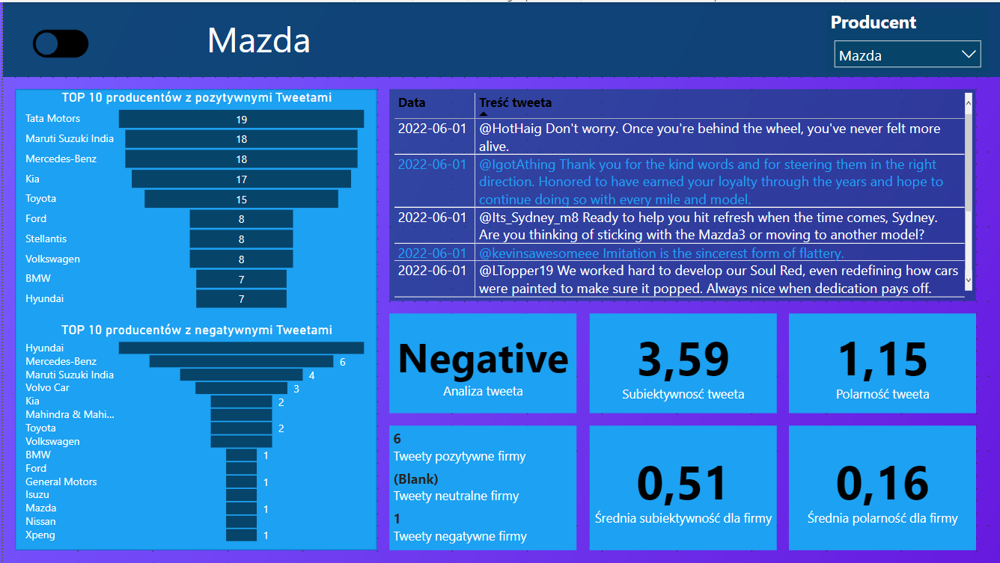 Mazda
Producent
Mazda
TOP 10 producentów z pozytywnymi Tweetami
Tata Motors 19
Maruti Suzuki India 18
Mercedes-Benz 18
Kia 17
Toyota 15
Ford 8
Stellantis 8
Volkswagen 8
BMW 7
Hyundai 7
TOP 10 producentów z negatywnymi Tweetami
Hyundai
Mercedes-Benz 6
Maruti Suzuki India 4
Volvo Car 3
Kia 2
Mahindra & Mahi...
Toyota 2
Volkswagen
BMW 1
Ford
General Motors 1
Isuzu
Mazda 1
Nissan
Xpeng 1
Data Treść tweeta
2022-06-01 @HotHaig Don't worry. Once you're behind the wheel, you've never felt more
alive.
2022-06-01 @IgotAthing Thank you for the kind words and for steering them in the right
direction. Honored to have earned your loyalty through the years and hope to
continue doing so with every mile and model.
2022-06-01 @Its_Sydney_m8 Ready to help you hit refresh when the time comes, Sydney.
Are you thinking of sticking with the Mazda3 or moving to another model?
2022-06-01 @kevinsawesomeee Imitation is the sincerest form of flattery.
2022-06-01 @LTopper19 We worked hard to develop our Soul Red, even redefining how cars
were painted to make sure it popped. Always nice when dedication pays off.
Negative
Analiza tweeta
3,59
Subiektywnosć tweeta
1,15
Polarność tweeta
6
Tweety pozytywne firmy
(Blank)
Tweety neutralne firmy
1
Tweety negatywne firmy
0,51
Średnia subiektywność dla firmy
0,16
Średnia polarność dla firmy